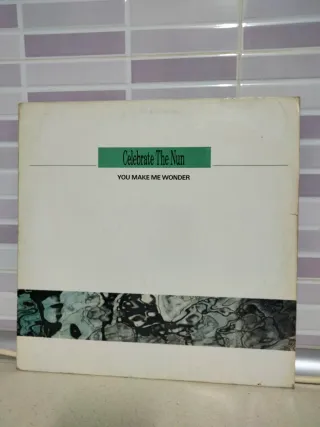 Celebrate The Nun
YOU MAKE ME WONDER